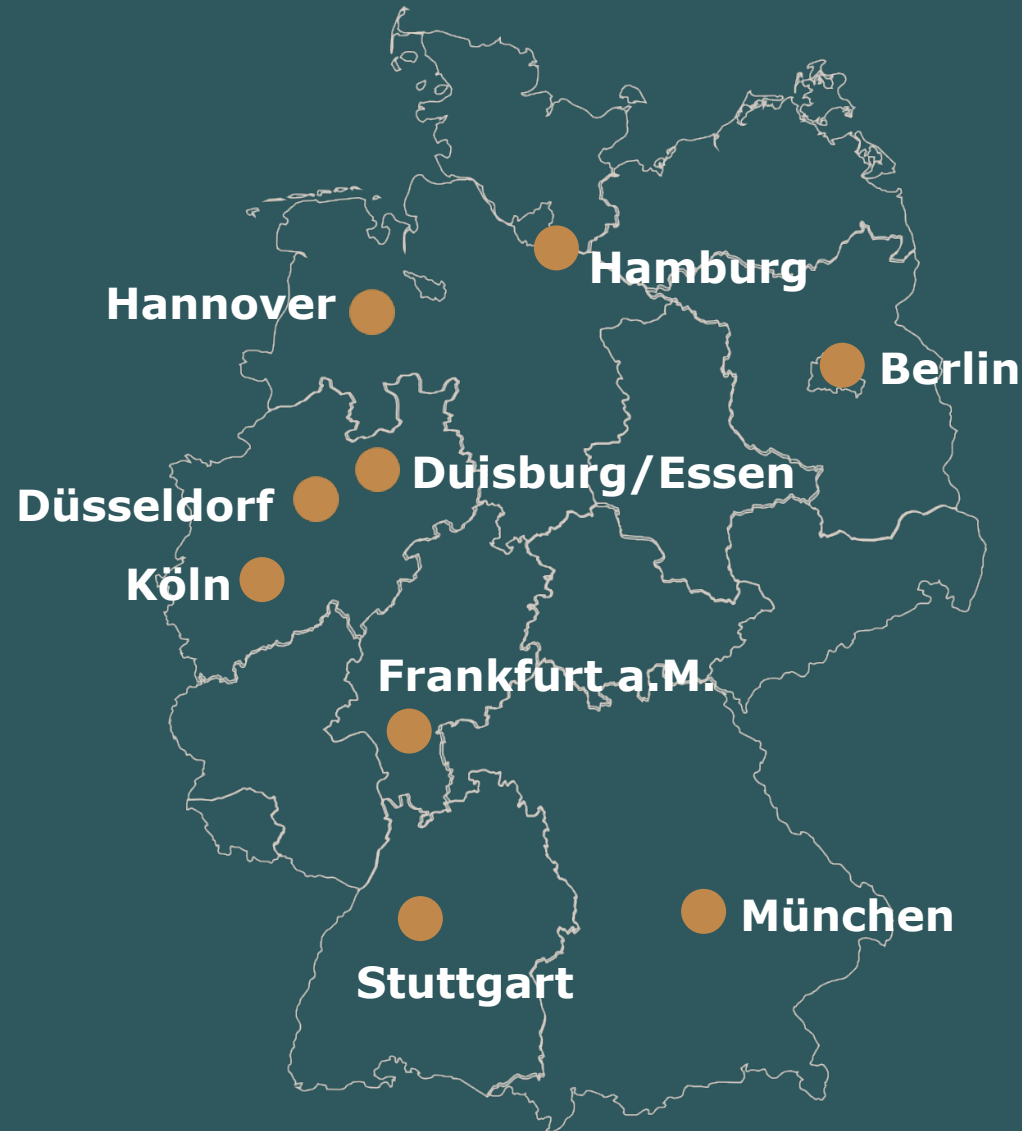 Hamburg
Hannover
Berlin
Duisburg/Essen
Düsseldorf
Köln
Frankfurt a.M.
München
Stuttgart